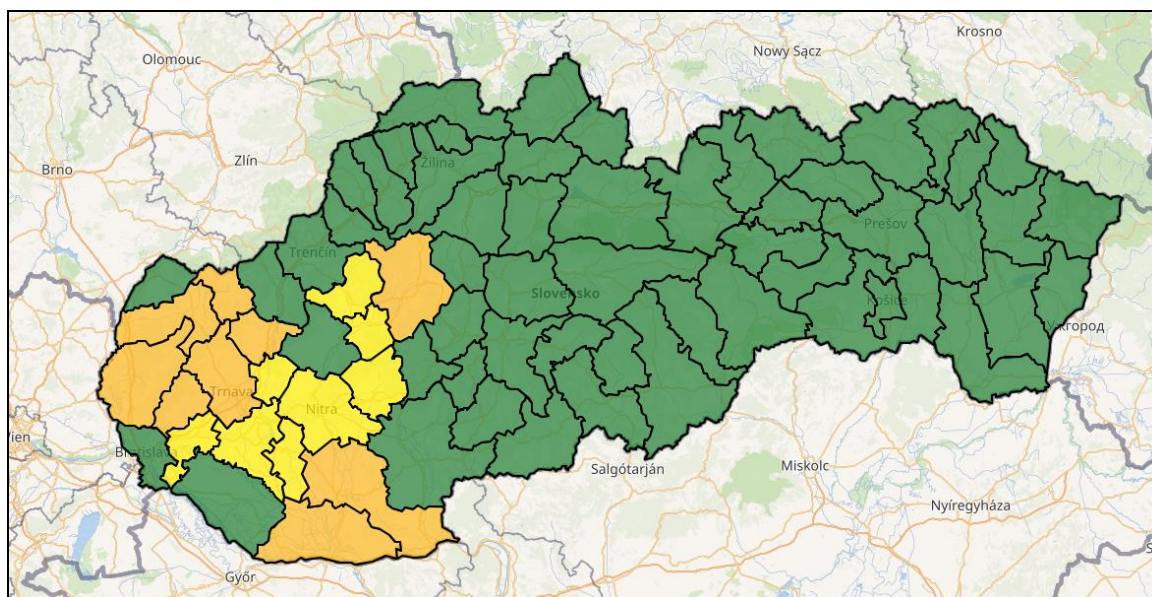 Krosno
Nowy Sącz
Olomouc
Zlín
Žilina
Brno
Prešov
Trenčín
Slovensko
Košice
Ужгород
Trnava
Nitra
Bratislava
Salgótarján
Miskolc
Nyíregyháza
Győr